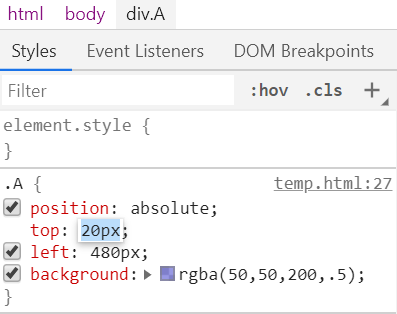 html body div.A
Styles Event Listeners DOM Breakpoints
Filter :hov .cls +
element.style {
}
.A { temp.html:27
position: absolute;
top: 20px;
left: 480px;
background: rgba(50,50,200,.5);
}